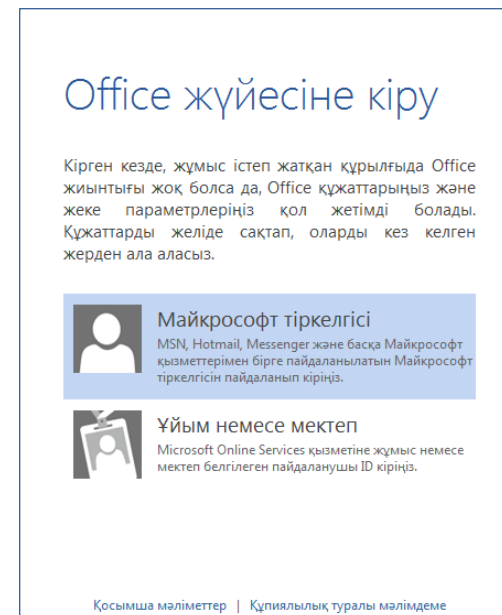 Office жүйесіне кіру
Кірген кезде, жұмыс істеп жатқан құрылғыда Office
жиынтығы жоқ болса да, Office құжаттарыңыз және
жеке параметрлеріңіз қол жетімді болады.
Құжаттарды желіде сақтап, оларды кез келген
жерден ала аласыз.
Майкрософт тіркелгісі
MSN, Hotmail, Messenger және басқа Майкрософт
қызметтерімен бірге пайдаланылатын Майкрософт
тіркелгісін пайдаланып кіріңіз.
Ұйым немесе мектеп
Microsoft Online Services қызметіне жұмыс немесе
мектеп белгілеген пайдаланушы ID кіріңіз.
Қосымша мәліметтер | Құпиялылық туралы мәлімдеме